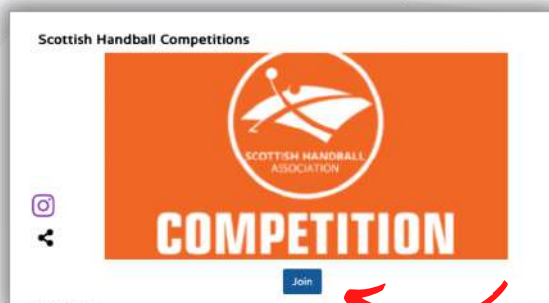 Scottish Handball Competitions
SCOTTISH HANDBALL
ASSOCIATION
COMPETITION
Join